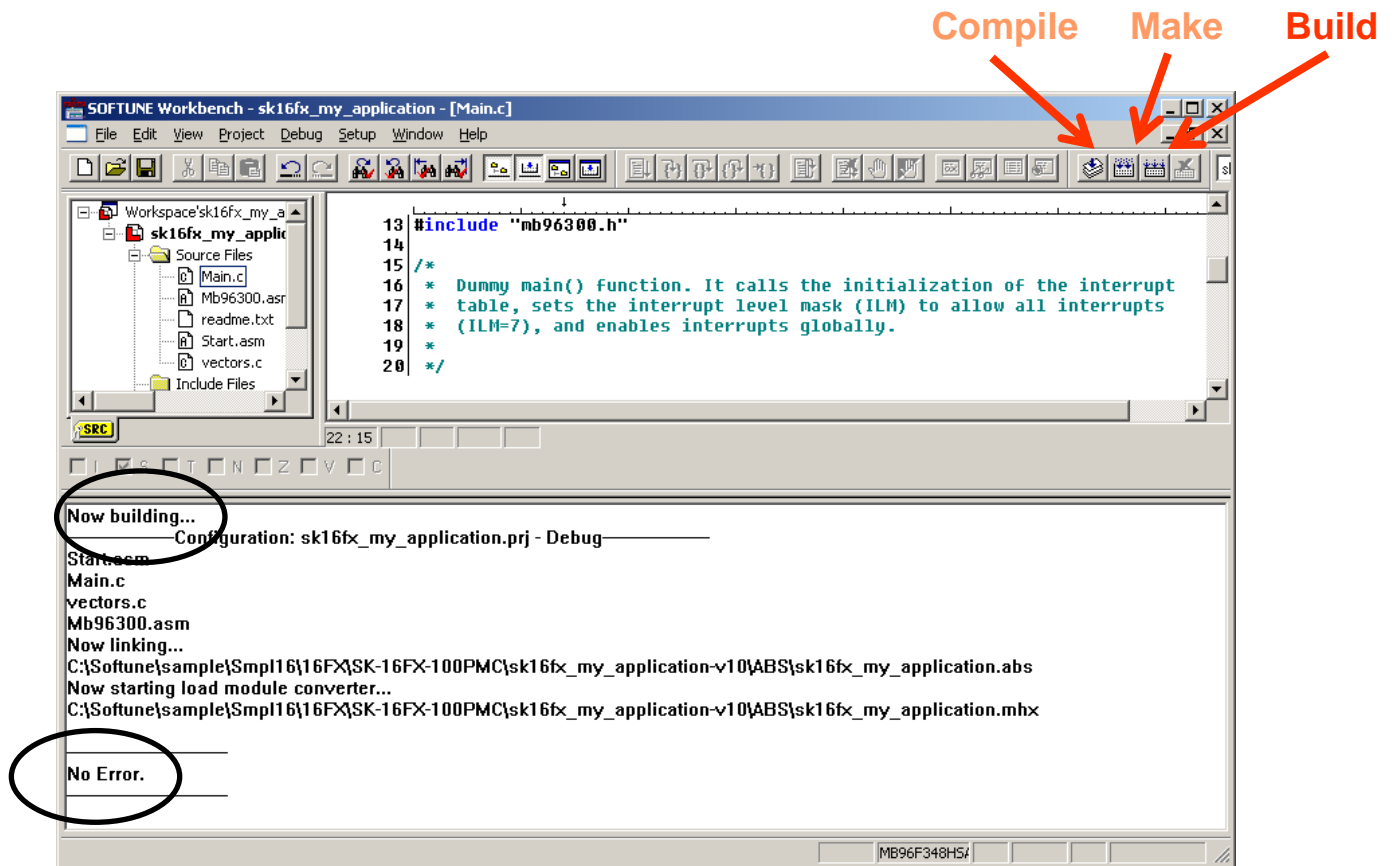 Compile Make Build
SOFTUNE Workbench - sk16fx_my_application - [Main.c]
File Edit View Project Debug Setup Window Help
Workspace'sk16fx_my_a
sk16fx_my_applic
Source Files
Main.c
Mb96300.asr
readme.txt
Start.asm
vectors.c
Include Files
SRC
13 #include "mb96300.h"
14
15 /*
16 * Dummy main() function. It calls the initialization of the interrupt
17 * table, sets the interrupt level mask (ILM) to allow all interrupts
18 * (ILM=7), and enables interrupts globally.
19 *
20 */
22 : 15
I S T N Z V C
Now building...
Configuration: sk16fx_my_application.prj - Debug
Start.asm
Main.c
vectors.c
Mb96300.asm
Now linking...
C:\Softune\sample\Smpl16\16FX\SK-16FX-100PMC\sk16fx_my_application-v10\ABS\sk16fx_my_application.abs
Now starting load module converter...
C:\Softune\sample\Smpl16\16FX\SK-16FX-100PMC\sk16fx_my_application-v10\ABS\sk16fx_my_application.mhx
No Error.